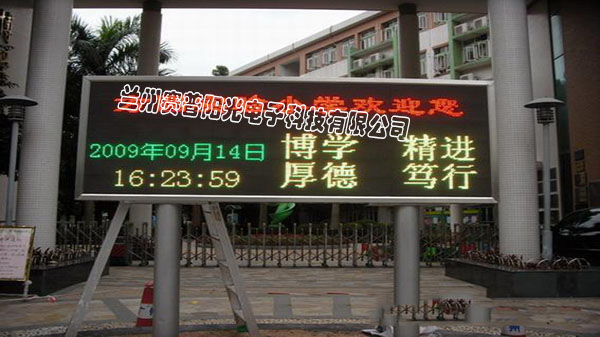 兰州赛普阳光电子科技有限公司
小学欢迎您
2009年09月14日
博学 精进
16:23:59
厚德 笃行